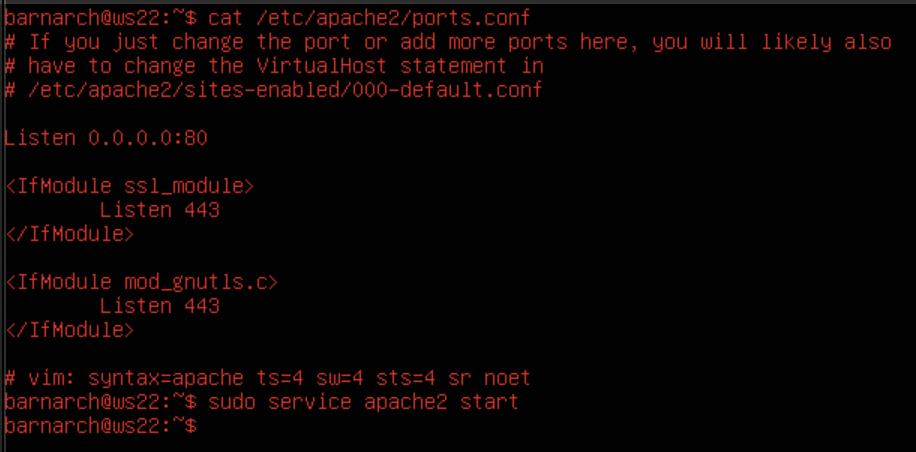 barnarch@ws22:~$ cat /etc/apache2/ports.conf
# If you just change the port or add more ports here, you will likely also
# have to change the VirtualHost statement in
# /etc/apache2/sites-enabled/000-default.conf
Listen 0.0.0.0:80
<IfModule ssl_module>
Listen 443
</IfModule>
<IfModule mod_gnutls.c>
Listen 443
</IfModule>
# vim: syntax=apache ts=4 sw=4 sts=4 sr noet
barnarch@ws22:~$ sudo service apache2 start
barnarch@ws22:~$